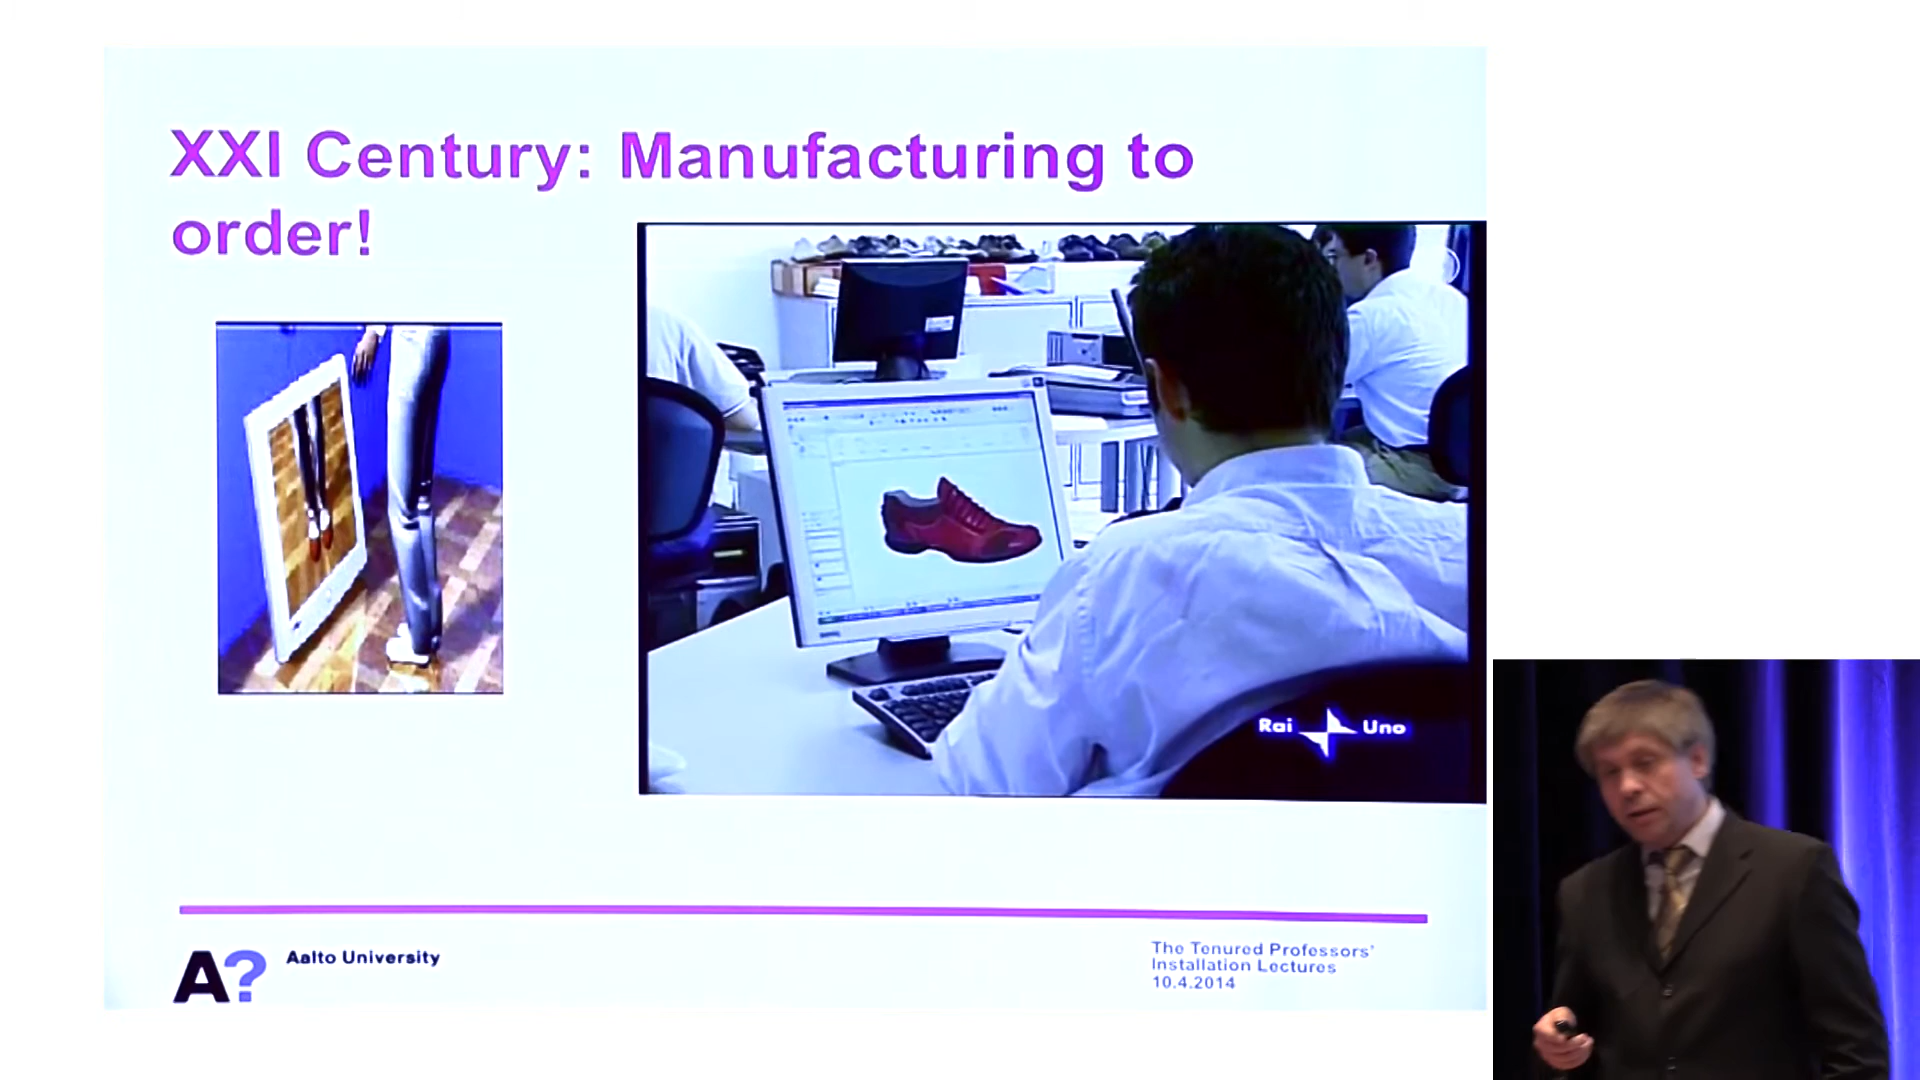 XXI Century: Manufacturing to
order!
Rai Uno
A?
Aalto University
The Tenured Professors'
Installation Lectures
10.4.2014